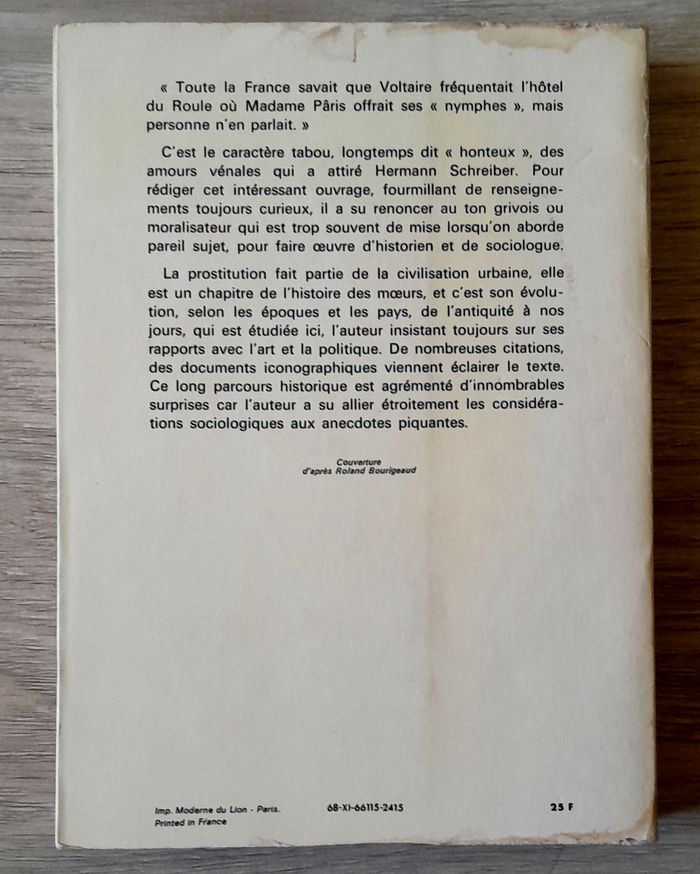 « Toute la France savait que Voltaire fréquentait l'hôtel
du Roule où Madame Pâris offrait ses « nymphes », mais
personne n'en parlait. »
C'est le caractère tabou, longtemps dit « honteux », des
amours vénales qui a attiré Hermann Schreiber. Pour
rédiger cet intéressant ouvrage, fourmillant de renseigne-
ments toujours curieux, il a su renoncer au ton grivois ou
moralisateur qui est trop souvent de mise lorsqu'on aborde
pareil sujet, pour faire œuvre d'historien et de sociologue.
La prostitution fait partie de la civilisation urbaine, elle
est un chapitre de l'histoire des mœurs, et c'est son évolu-
tion, selon les époques et les pays, de l'antiquité à nos
jours, qui est étudiée ici, l'auteur insistant toujours sur ses
rapports avec l'art et la politique. De nombreuses citations,
des documents iconographiques viennent éclairer le texte.
Ce long parcours historique est agrémenté d'innombrables
surprises car l'auteur a su allier étroitement les considéra-
tions sociologiques aux anecdotes piquantes.
Couverture
d'après Roland Bourigeaud
Imp. Moderne du Lion - Paris. 68-XI-66115-2415 25 F
Printed in France